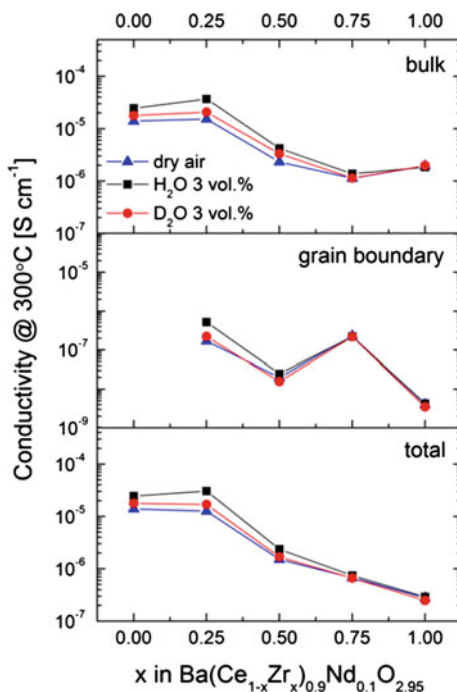 0.00 0.25 0.50 0.75 1.00
bulk
10⁻⁴
10⁻⁵
10⁻⁶
10⁻⁷
dry air
H₂O 3 vol.%
D₂O 3 vol.%
grain boundary
10⁻⁷
10⁻⁹
total
10⁻⁴
10⁻⁵
10⁻⁶
10⁻⁷
Conductivity @ 300°C [S cm⁻¹]
0.00 0.25 0.50 0.75 1.00
x in Ba(Ce₁₋ₓZrₓ)₀.₉Nd₀.₁O₂.₉₅